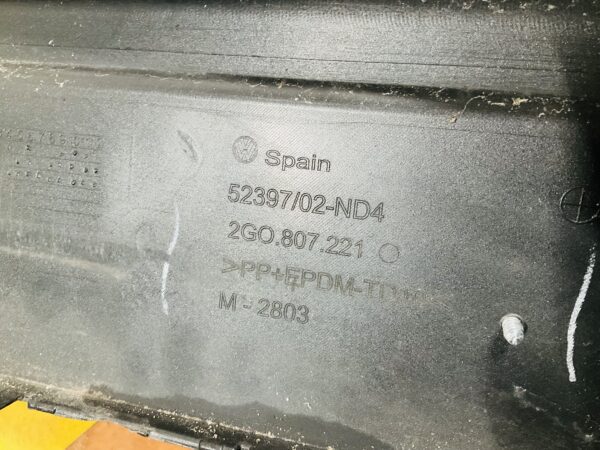 Spain
52397/02-ND4
2GO.807.221
>PP+EPDM-TD
M - 2803